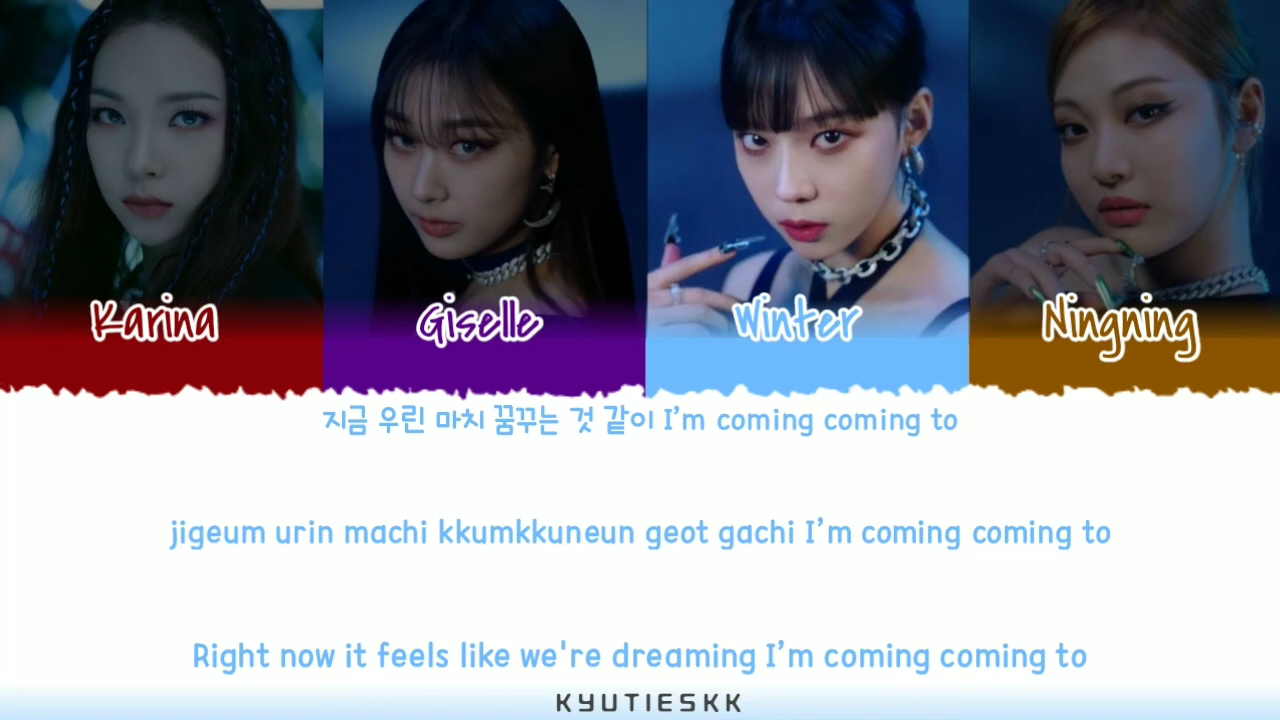 Karina
Giselle
Winter
Ningning
지금 우린 마치 꿈꾸는 것 같이 I’m coming coming to
jigeum urin machi kkumkkuneun geot gachi I’m coming coming to
Right now it feels like we're dreaming I’m coming coming to
KYUTIESKK